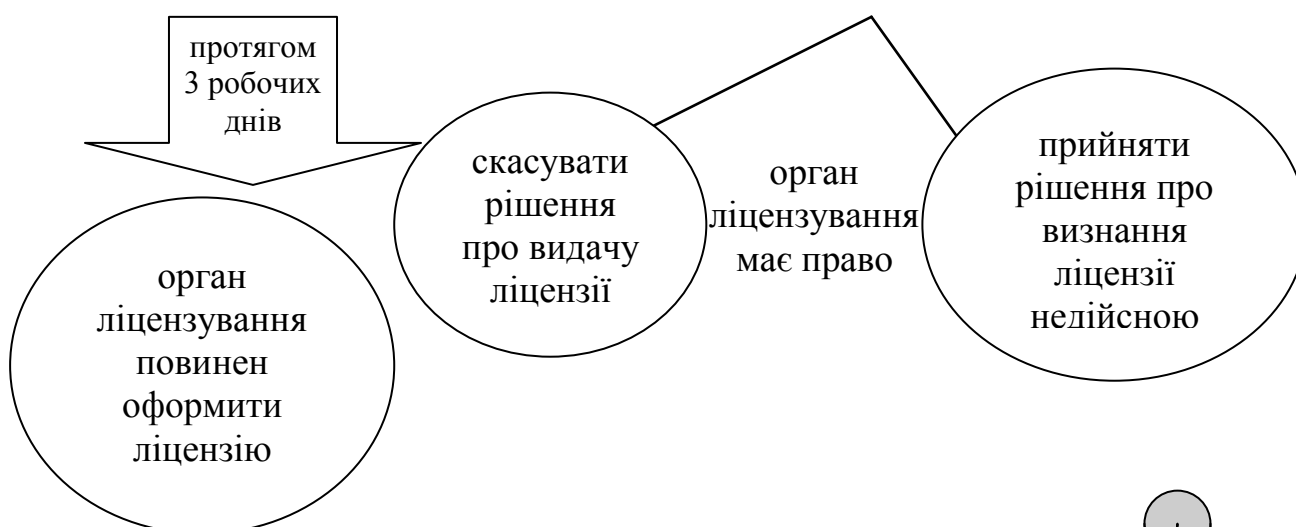 протягом
3 робочих
днів
орган
ліцензування
повинен
оформити
ліцензію
скасувати
рішення
про видачу
ліцензії
орган
ліцензування
має право
прийняти
рішення про
визнання
ліцензії
недійсною